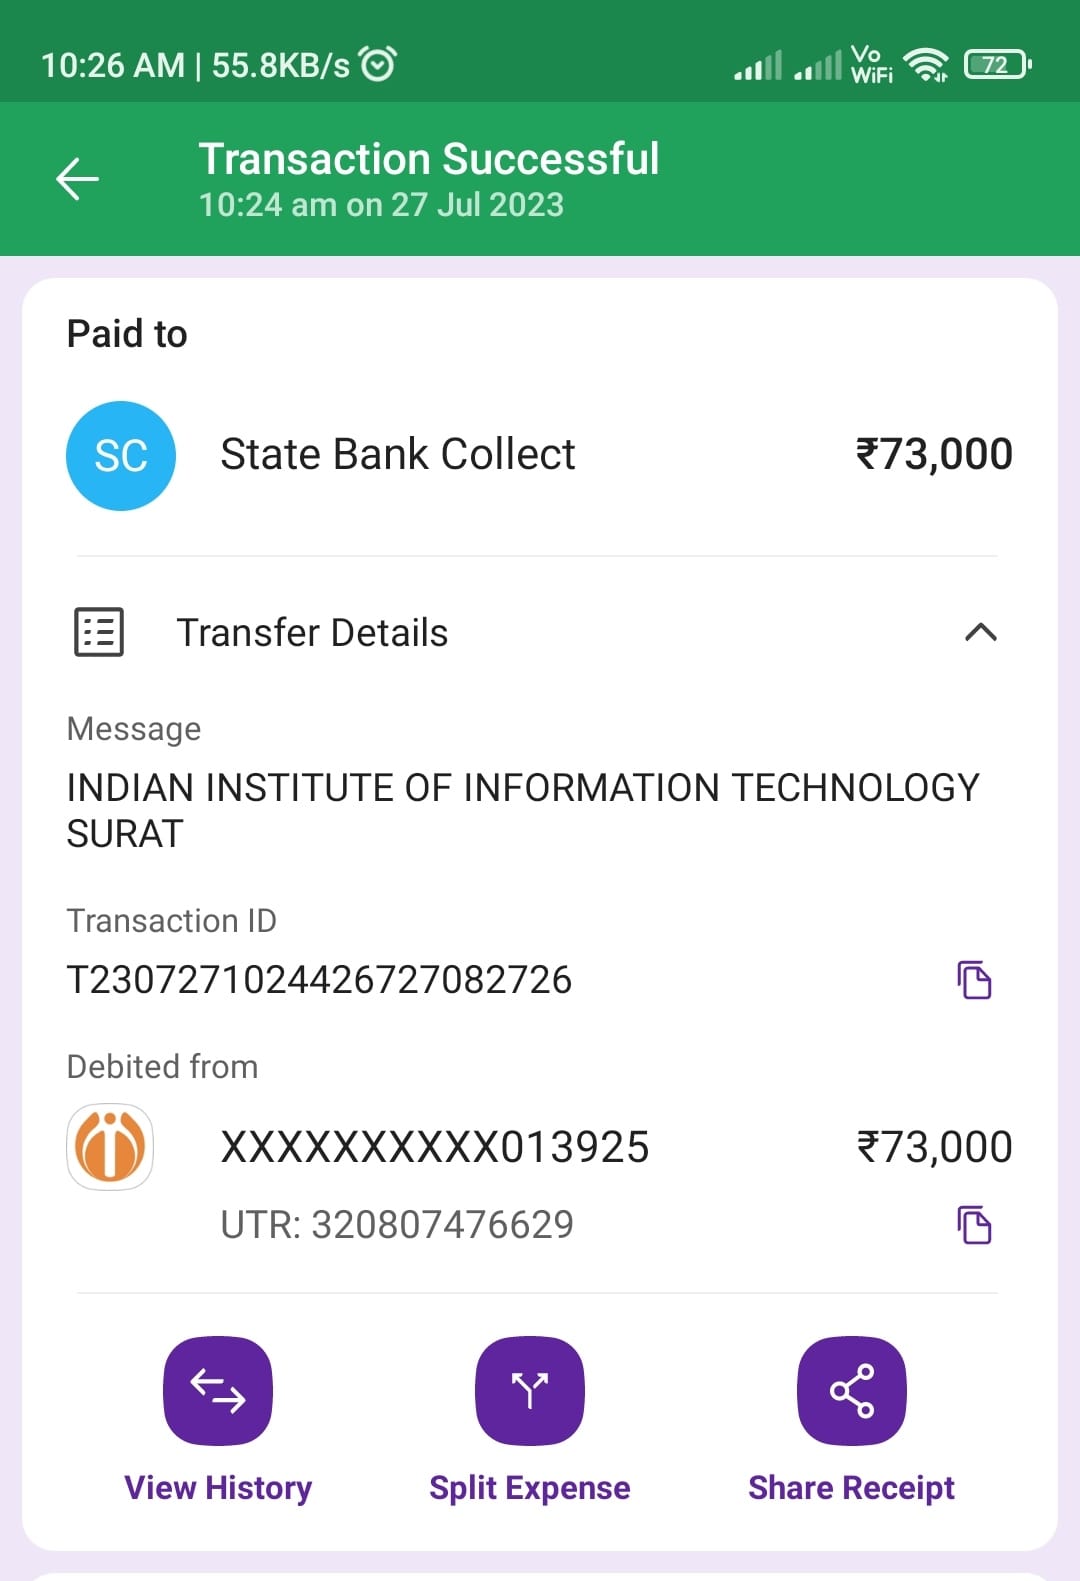 10:26 AM | 55.8KB/s
Vo
WiFi
72
Transaction Successful
10:24 am on 27 Jul 2023
Paid to
SC State Bank Collect ₹73,000
Transfer Details
Message
INDIAN INSTITUTE OF INFORMATION TECHNOLOGY
SURAT
Transaction ID
T2307271024426727082726
Debited from
XXXXXXXXXX013925 ₹73,000
UTR: 320807476629
View History Split Expense Share Receipt